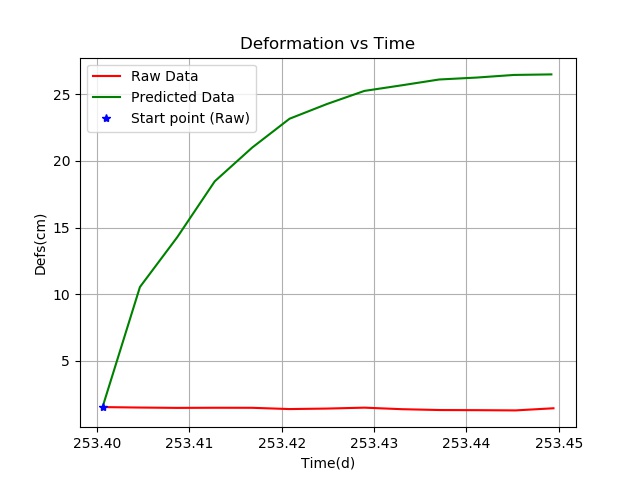 Deformation vs Time
Raw Data
Predicted Data
Start point (Raw)
25
20
15
10
5
Defs(cm)
253.40 253.41 253.42 253.43 253.44 253.45
Time(d)